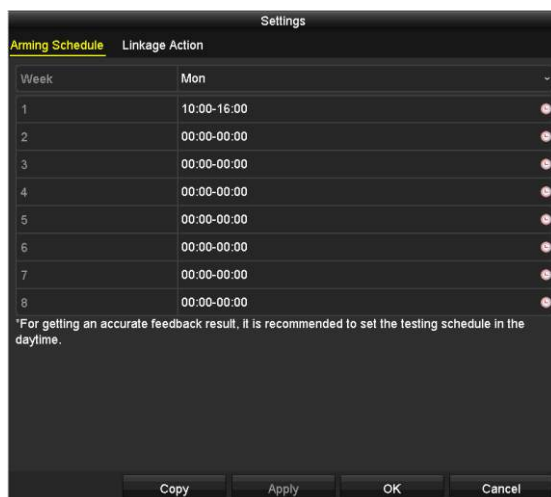 Settings
Arming Schedule Linkage Action
Week Mon
1 10:00-16:00
2 00:00-00:00
3 00:00-00:00
4 00:00-00:00
5 00:00-00:00
6 00:00-00:00
7 00:00-00:00
8 00:00-00:00
*For getting an accurate feedback result, it is recommended to set the testing schedule in the
daytime.
Copy Apply OK Cancel